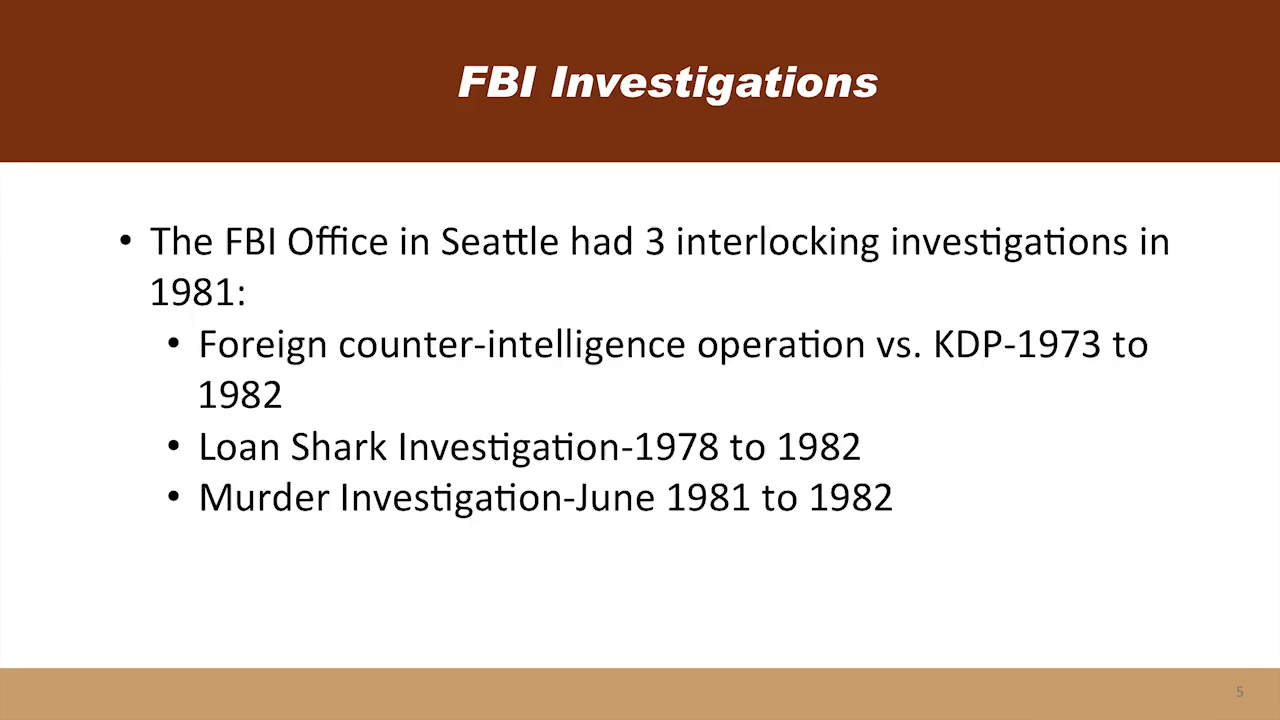 FBI Investigations
• The FBI Office in Seattle had 3 interlocking investigations in
1981:
• Foreign counter-intelligence operation vs. KDP-1973 to
1982
• Loan Shark Investigation-1978 to 1982
• Murder Investigation-June 1981 to 1982
5